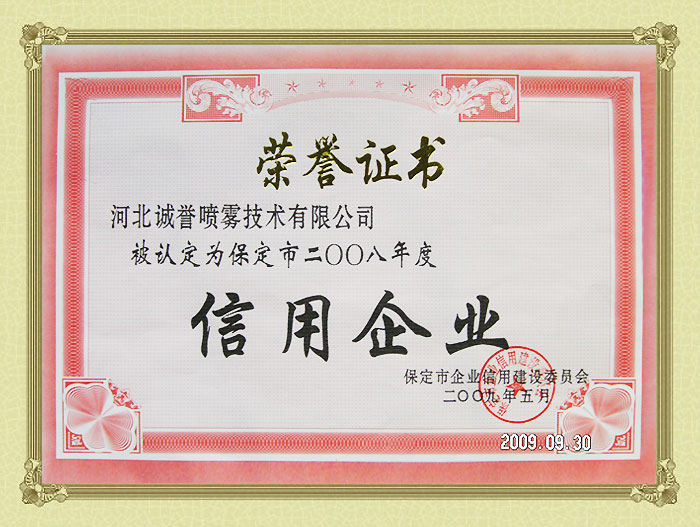 荣誉证书
河北诚誉喷雾技术有限公司
被认定为保定市二〇〇八年度
信用企业
保定市企业信用建设委员会
二〇〇九年五月
2009.09.30